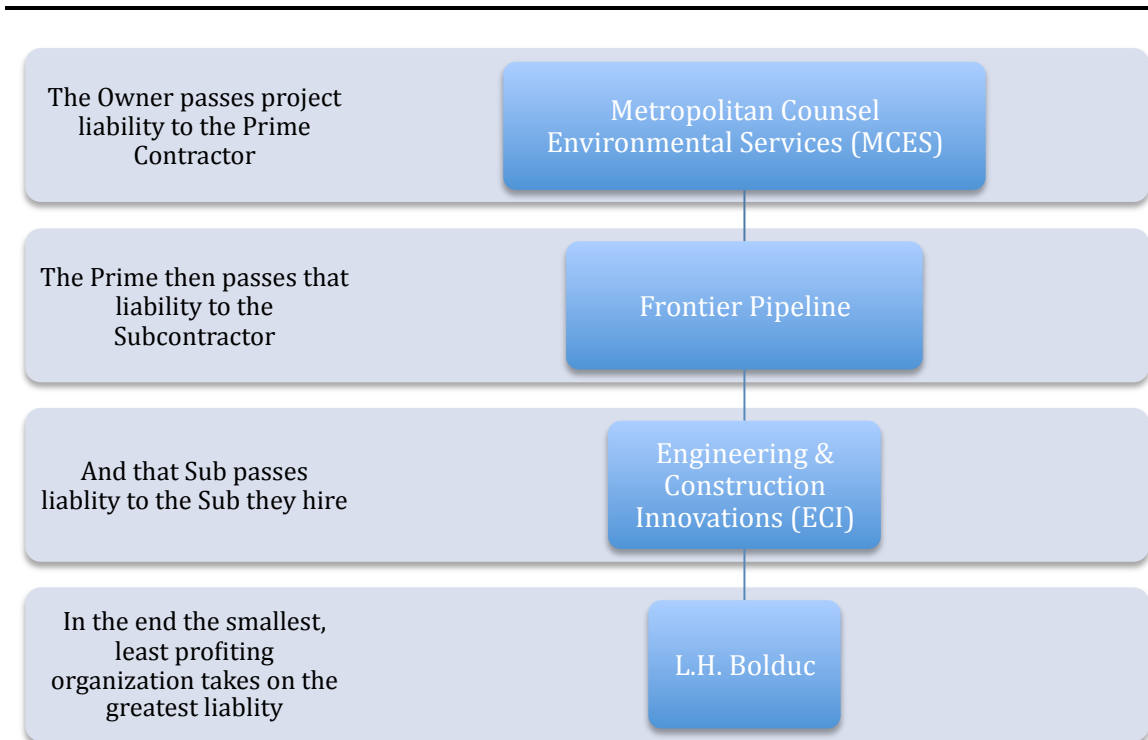 The Owner passes project
liability to the Prime
Contractor
Metropolitan Counsel
Environmental Services (MCES)
The Prime then passes that
liability to the
Subcontractor
Frontier Pipeline
And that Sub passes
liablity to the Sub they hire
Engineering &
Construction
Innovations (ECI)
In the end the smallest,
least profiting
organization takes on the
greatest liablity
L.H. Bolduc